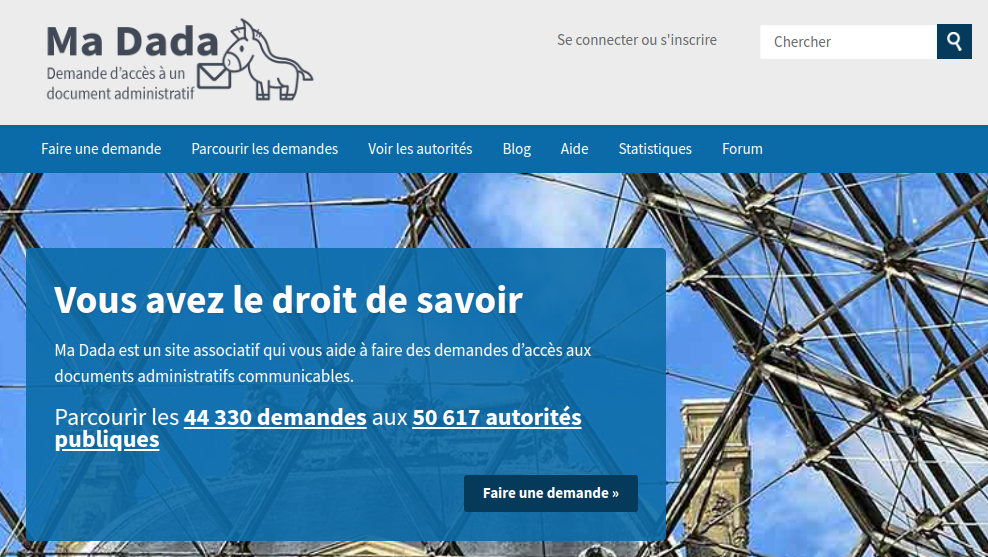 Ma Dada
Demande d'accès à un
document administratif
Se connecter ou s'inscrire
Chercher
Faire une demande
Parcourir les demandes
Voir les autorités
Blog
Aide
Statistiques
Forum
Vous avez le droit de savoir
Ma Dada est un site associatif qui vous aide à faire des demandes d’accès aux
documents administratifs communicables.
Parcourir les 44 330 demandes aux 50 617 autorités
publiques
Faire une demande »